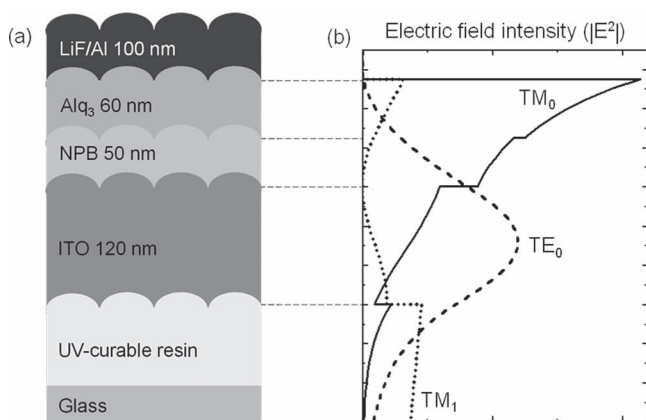 (a)
LiF/Al 100 nm
Alq₃ 60 nm
NPB 50 nm
ITO 120 nm
UV-curable resin
Glass
(b)
Electric field intensity (|E²|)
TM₀
TE₀
TM₁